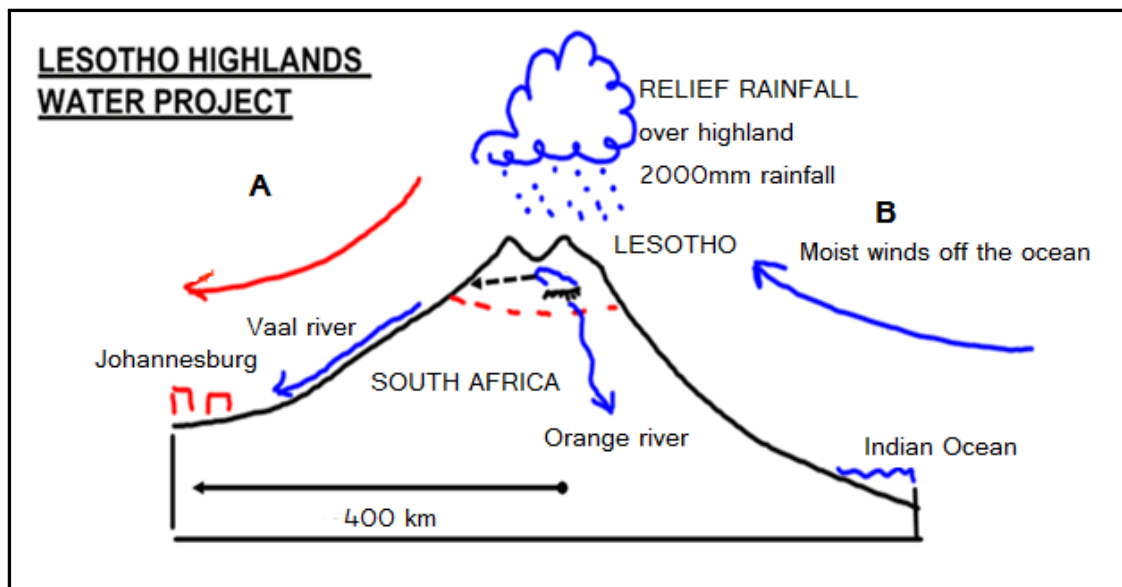 LESOTHO HIGHLANDS
WATER PROJECT
RELIEF RAINFALL
over highland
2000mm rainfall
A
B
LESOTHO
Moist winds off the ocean
Vaal river
Johannesburg
SOUTH AFRICA
Orange river
Indian Ocean
400 km